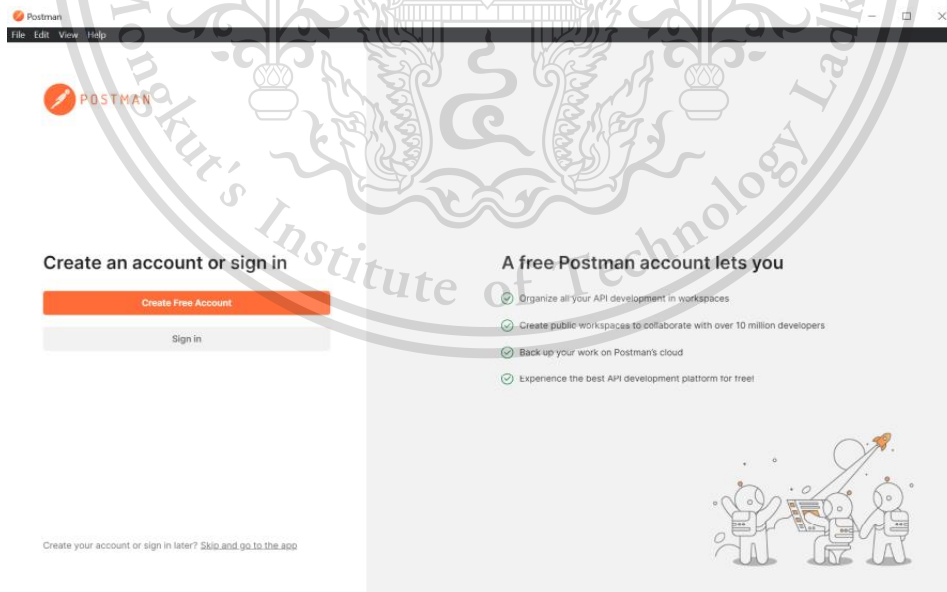 Postman
File Edit View Help
POSTMAN
Create an account or sign in
Create Free Account
Sign in
Create your account or sign in later? Skip and go to the app
A free Postman account lets you
Organize all your API development in workspaces
Create public workspaces to collaborate with over 10 million developers
Back up your work on Postman's cloud
Experience the best API development platform for free!
ongkut's Institute of Technology Lad